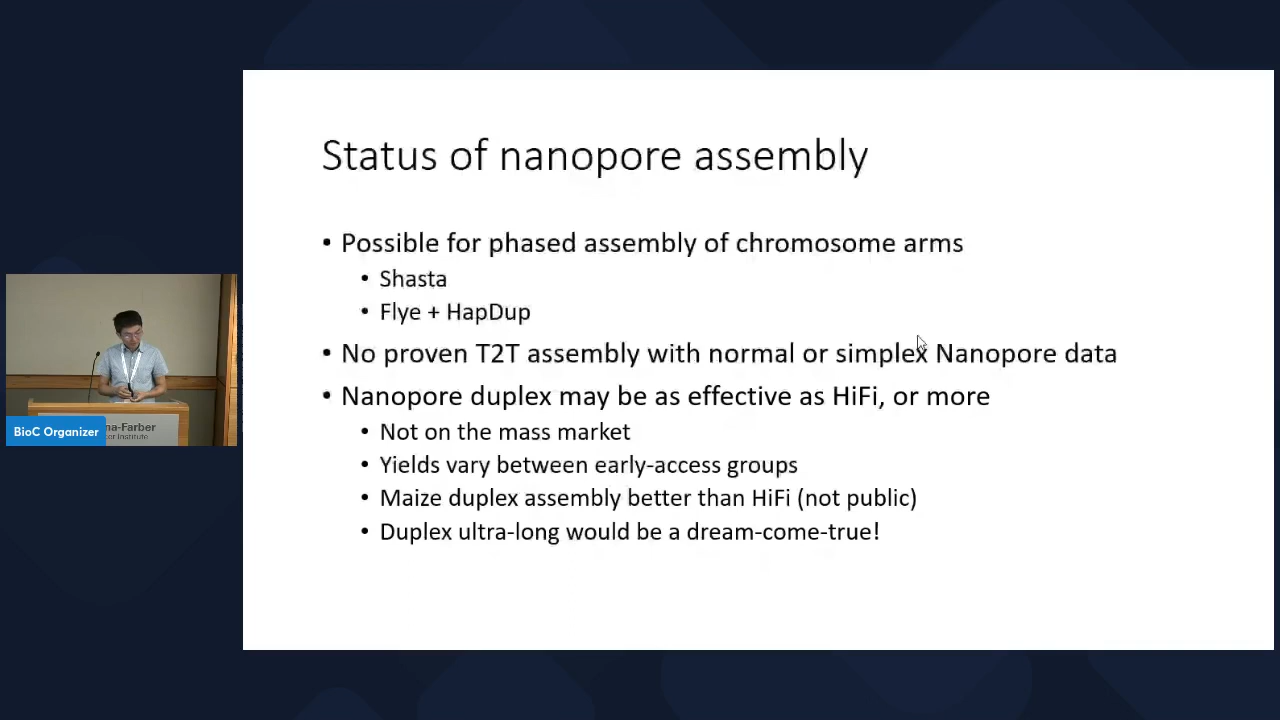 Status of nanopore assembly
• Possible for phased assembly of chromosome arms
• Shasta
• Flye + HapDup
• No proven T2T assembly with normal or simplex Nanopore data
• Nanopore duplex may be as effective as HiFi, or more
• Not on the mass market
• Yields vary between early-access groups
• Maize duplex assembly better than HiFi (not public)
• Duplex ultra-long would be a dream-come-true!
BioC Organizer
na-Farber
cer Institute